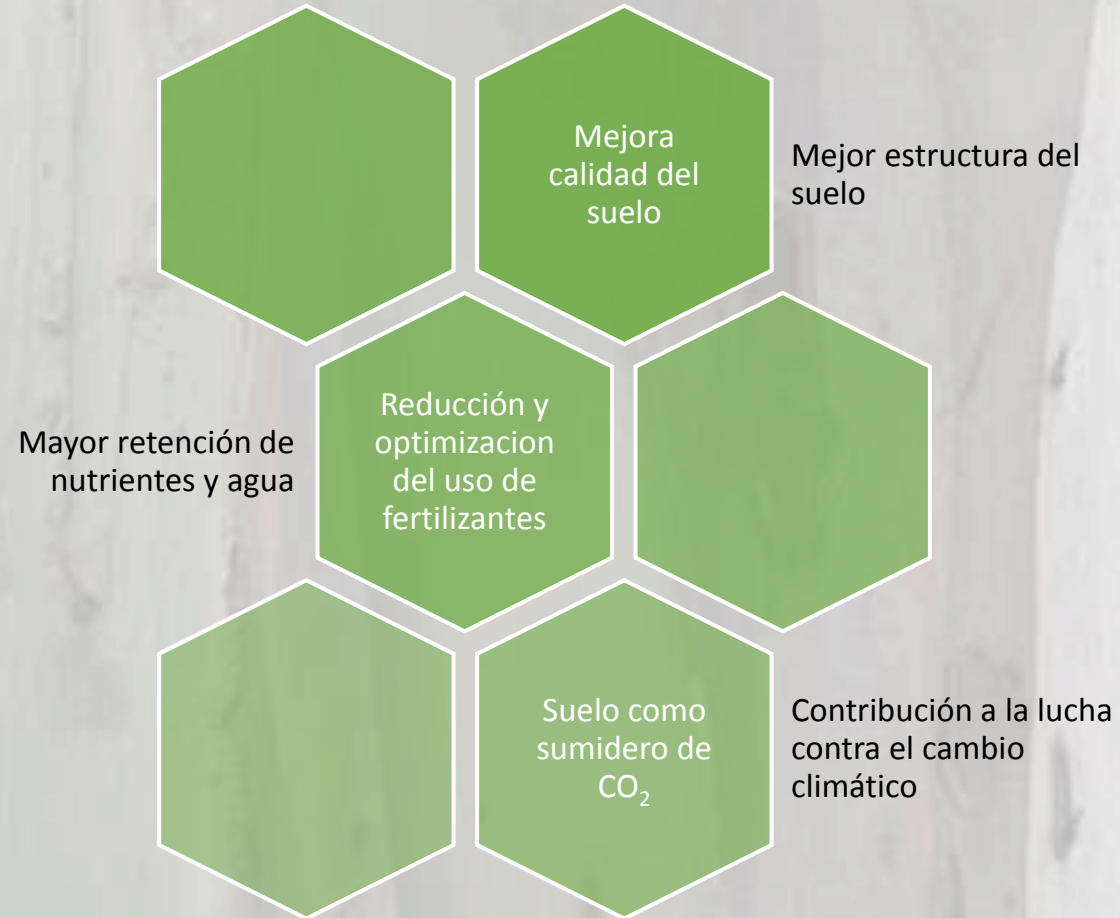 Mejora
calidad del
suelo
Mejor estructura del
suelo
Mayor retención de
nutrientes y agua
Reducción y
optimizacion
del uso de
fertilizantes
Suelo como
sumidero de
CO₂
Contribución a la lucha
contra el cambio
climático